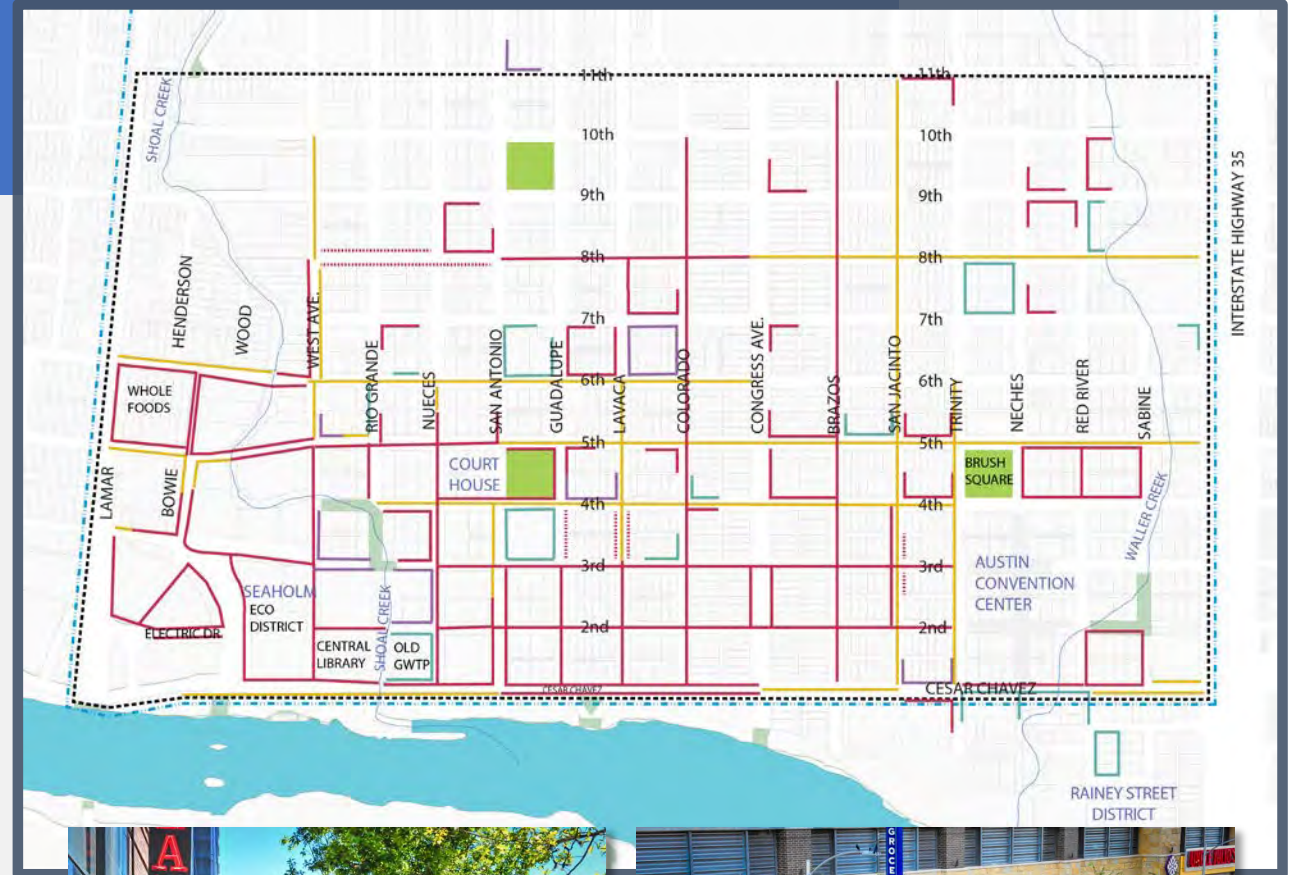 SHOAL CREEK
11th
11th
10th
10th
9th
9th
INTERSTATE HIGHWAY 35
8th
8th
HENDERSON
WOOD
WEST AVE.
7th
7th
RIO GRANDE
NUECES
SAN ANTONIO
GUADALUPE
LAVACA
COLORADO
CONGRESS AVE.
BRAZOS
SAN JACINTO
TRINITY
NECHES
RED RIVER
SABINE
6th
6th
WHOLE
FOODS
5th
5th
COURT
HOUSE
BRUSH
SQUARE
LAMAR
BOWIE
4th
4th
WALLER CREEK
3rd
3rd
AUSTIN
CONVENTION
CENTER
SEAHOLM
ECO
DISTRICT
SHOAL CREEK
2nd
2nd
ELECTRIC DR.
CENTRAL
LIBRARY
OLD
GWTP
CESAR CHAVEZ
CESAR CHAVEZ
RAINEY STREET
DISTRICT
A
GROCE